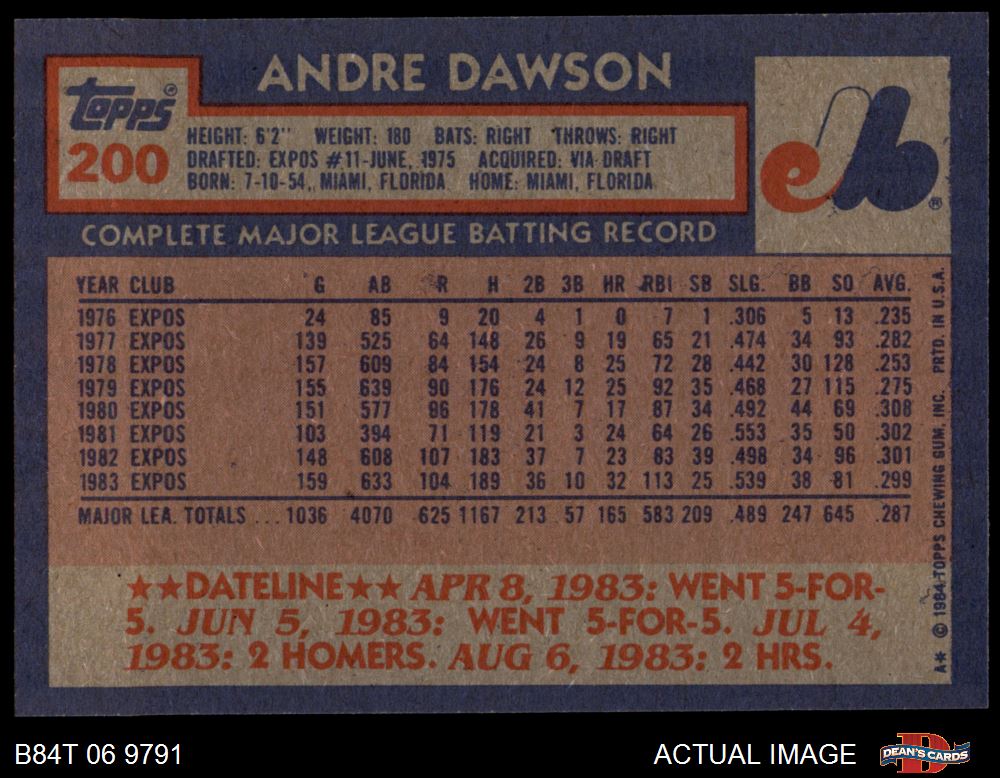 ANDRE DAWSON
topps®
200
HEIGHT: 6'2" WEIGHT: 180 BATS: RIGHT THROWS: RIGHT
DRAFTED: EXPOS #11-JUNE, 1975 ACQUIRED: VIA DRAFT
BORN: 7-10-54, MIAMI, FLORIDA HOME: MIAMI, FLORIDA
eb®
COMPLETE MAJOR LEAGUE BATTING RECORD
YEAR CLUB G AB R H 2B 3B HR RBI SB SLG. BB SO AVG.
1976 EXPOS 24 85 9 20 4 1 0 7 1 .306 5 13 .235
1977 EXPOS 139 525 64 148 26 9 19 65 21 .474 34 93 .282
1978 EXPOS 157 609 84 154 24 8 25 72 28 .442 30 128 .253
1979 EXPOS 155 639 90 176 24 12 25 92 35 .468 27 115 .275
1980 EXPOS 151 577 96 178 41 7 17 87 34 .492 44 69 .308
1981 EXPOS 103 394 71 119 21 3 24 64 26 .553 35 50 .302
1982 EXPOS 148 608 107 183 37 7 23 83 39 .498 34 96 .301
1983 EXPOS 159 633 104 189 36 10 32 113 25 .539 38 81 .299
MAJOR LEA. TOTALS ... 1036 4070 625 1167 213 57 165 583 209 .489 247 645 .287
★★DATELINE★★ APR 8, 1983: WENT 5-FOR-
5. JUN 5, 1983: WENT 5-FOR-5. JUL 4,
1983: 2 HOMERS. AUG 6, 1983: 2 HRS.
A* © 1984 TOPPS CHEWING GUM, INC. PRTD. IN U.S.A.
B84T 06 9791
ACTUAL IMAGE
DEAN'S CARDS